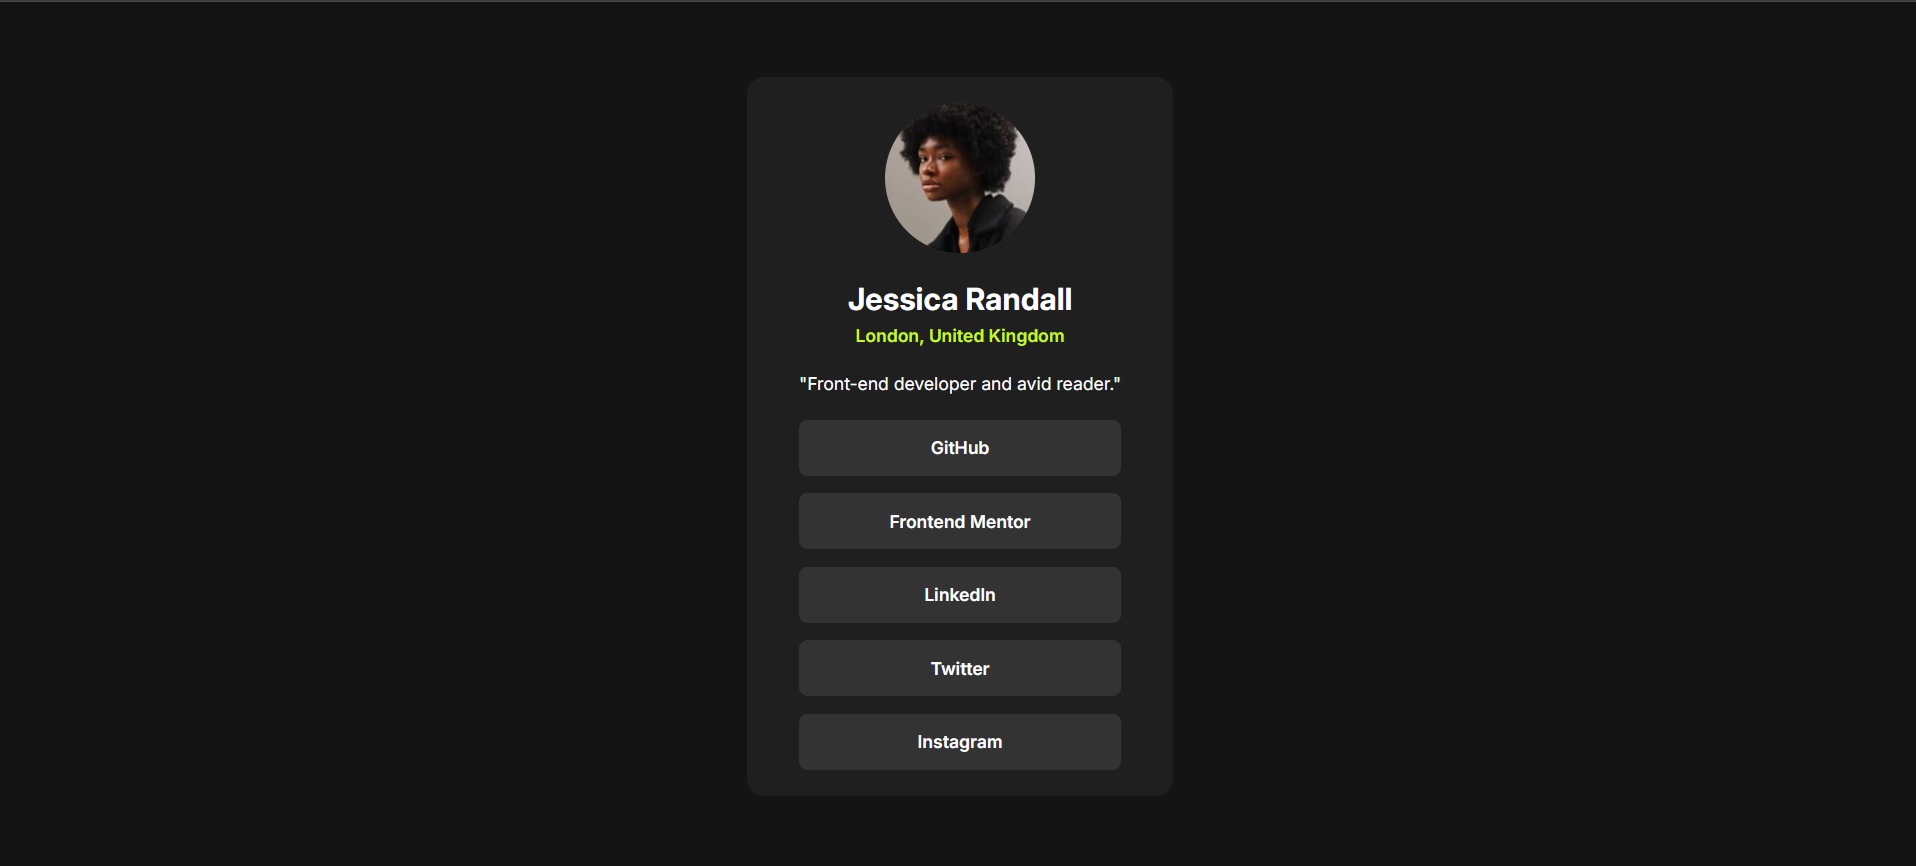 Jessica Randall
London, United Kingdom
"Front-end developer and avid reader."
GitHub
Frontend Mentor
LinkedIn
Twitter
Instagram